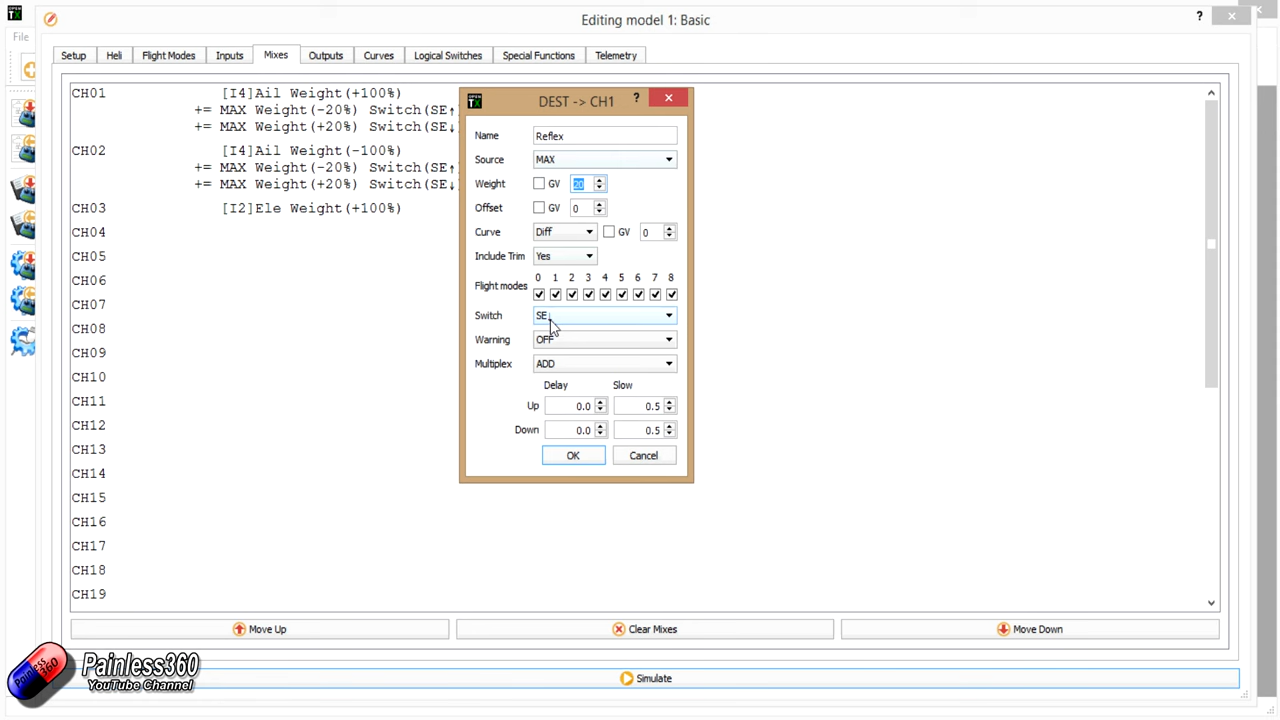 OPEN
TX
Editing model 1: Basic
?
File
Setup
Heli
Flight Modes
Inputs
Mixes
Outputs
Curves
Logical Switches
Special Functions
Telemetry
CH01 [I4]Ail Weight(+100%)
+= MAX Weight(-20%) Switch(SE↑
+= MAX Weight(+20%) Switch(SE↓
CH02 [I4]Ail Weight(-100%)
+= MAX Weight(-20%) Switch(SE↑
+= MAX Weight(+20%) Switch(SE↓
CH03 [I2]Ele Weight(+100%)
CH04
CH05
CH06
CH07
CH08
CH09
CH10
CH11
CH12
CH13
CH14
CH15
CH16
CH17
CH18
CH19
OPEN
TX
DEST -> CH1
?
Name Reflex
Source MAX
Weight GV 20
Offset GV 0
Curve Diff GV 0
Include Trim Yes
0 1 2 3 4 5 6 7 8
Flight modes
Switch SE↓
Warning OFF
Multiplex ADD
Delay Slow
Up 0.0 0.5
Down 0.0 0.5
OK Cancel
Move Up
Clear Mixes
Move Down
Simulate
360
Painless360
YouTube Channel